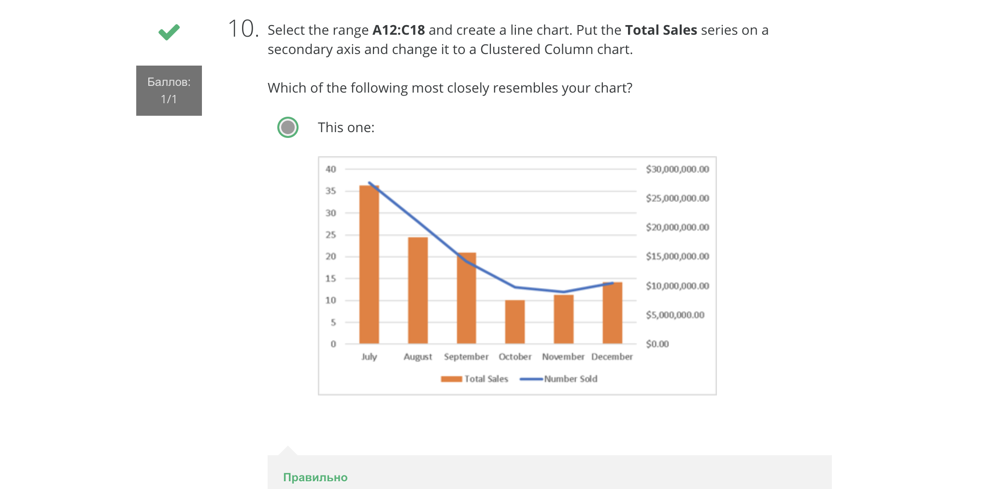 10. Select the range A12:C18 and create a line chart. Put the Total Sales series on a
secondary axis and change it to a Clustered Column chart.
Баллов:
1/1
Which of the following most closely resembles your chart?
This one:
40 $30,000,000.00
35 $25,000,000.00
30 $20,000,000.00
25 $15,000,000.00
20 $10,000,000.00
15 $5,000,000.00
10 $0.00
5
0
July August September October November December
Total Sales Number Sold
Правильно